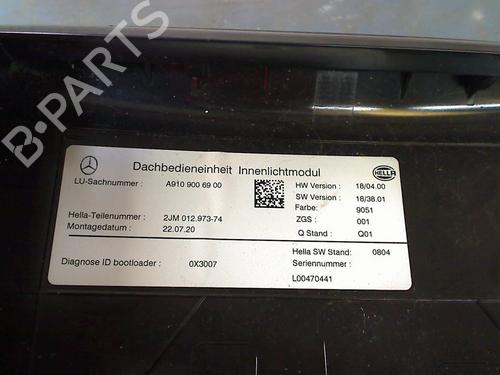 B-PARTS
Dachbedieneinheit Innenlichtmodul
HELLA
LU-Sachnummer : A910 900 69 00
HW Version : 18/04.00
SW Version : 18/38.01
Farbe: 9051
Hella-Teilenummer : 2JM 012.973-74
ZGS : 001
Montagedatum : 22.07.20
Q Stand : Q01
Hella SW Stand: 0804
Diagnose ID bootloader : 0X3007
Seriennummer :
L00470441